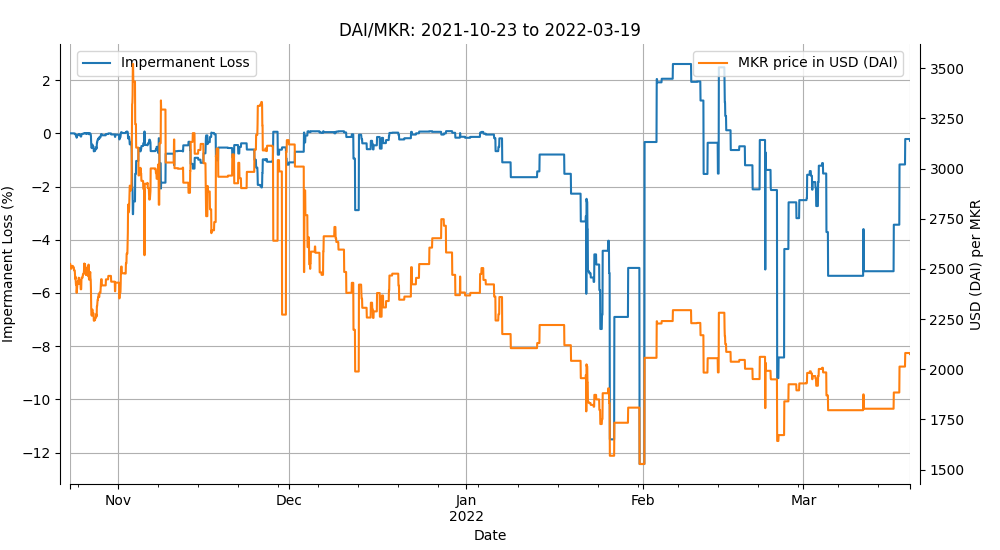 DAI/MKR: 2021-10-23 to 2022-03-19
Impermanent Loss
MKR price in USD (DAI)
Impermanent Loss (%)
2
0
−2
−4
−6
−8
−10
−12
3500
3250
3000
2750
2500
2250
2000
1750
1500
USD (DAI) per MKR
Nov
Dec
Jan
2022
Feb
Mar
Date